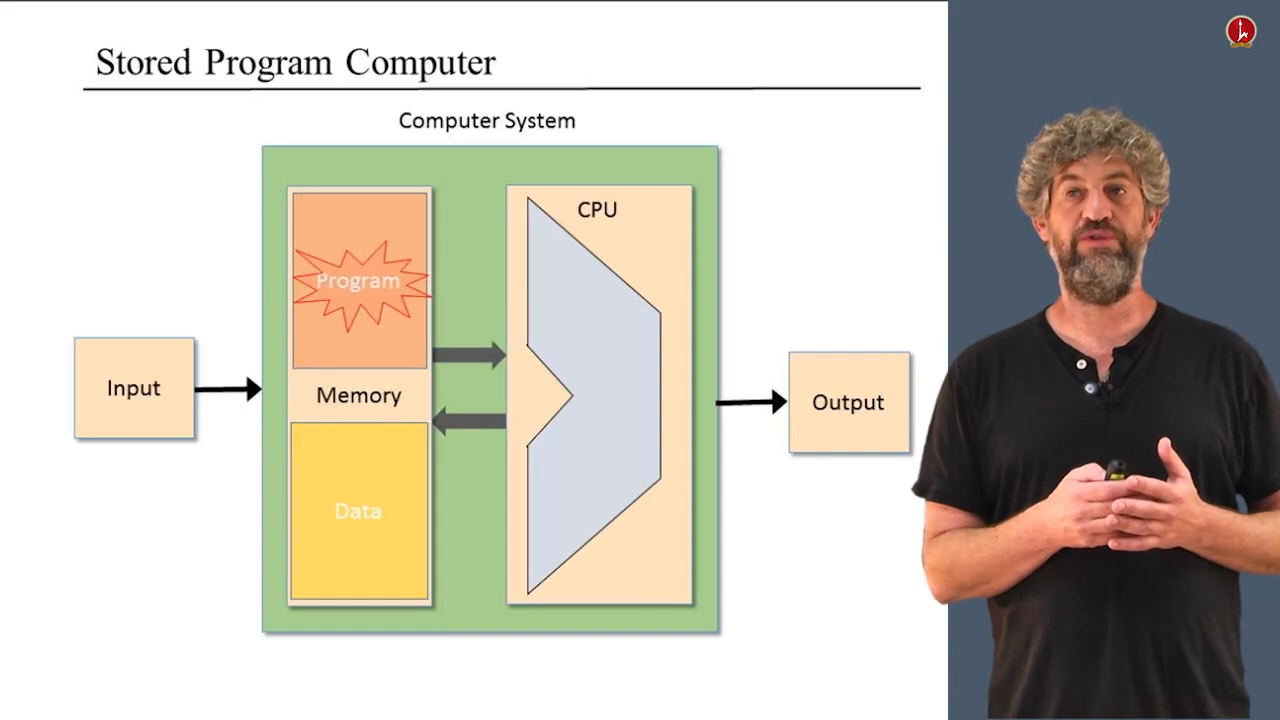 Stored Program Computer
Computer System
CPU
Program
Input
Memory
Output
Data